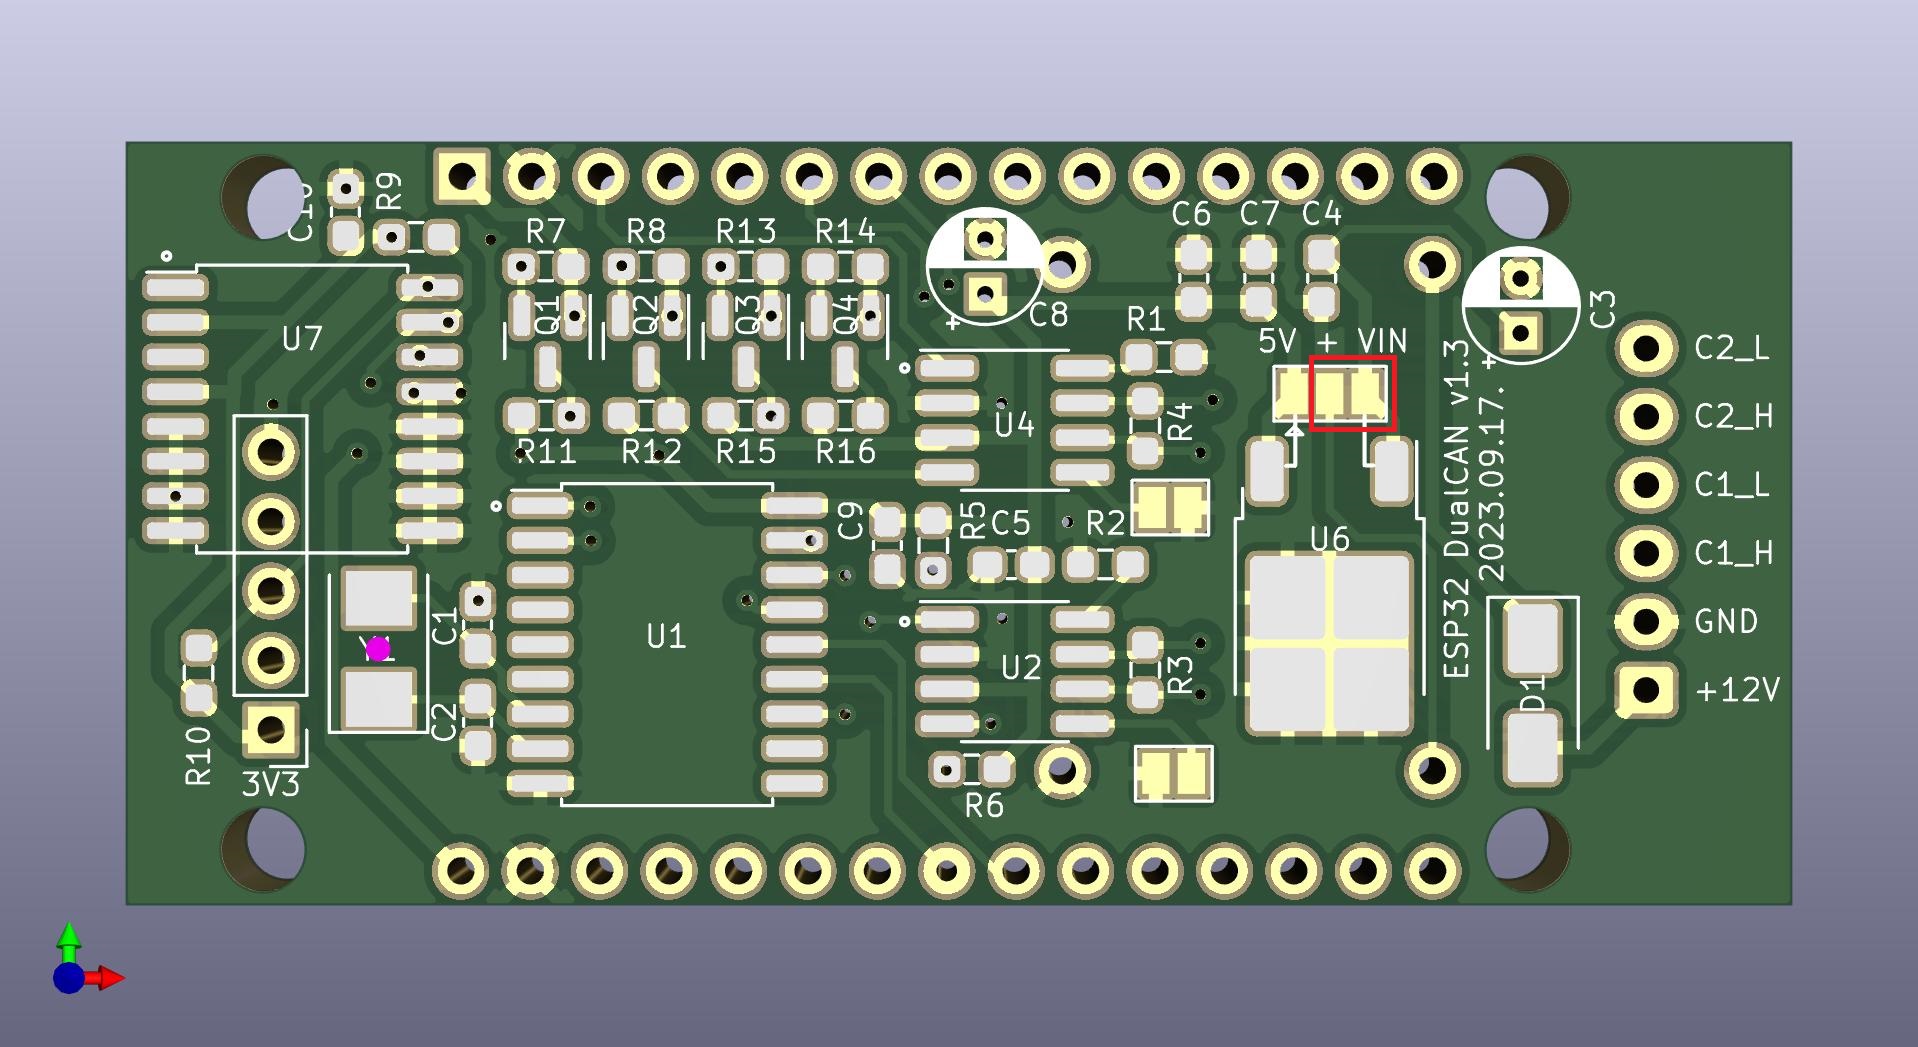 C10
R9
R7
R8
R13
R14
C6
C7
C4
Q1
Q2
Q3
Q4
+
C8
C3
+
U7
R1
5V + VIN
C2_L
C2_H
C1_L
C1_H
GND
+12V
R11
R12
R15
R16
U4
R4
ESP32 DualCAN v1.3
2023.09.17.
C9
R5
C5
R2
U6
Y1
C1
U1
U2
R3
D1
C2
R10
3V3
R6